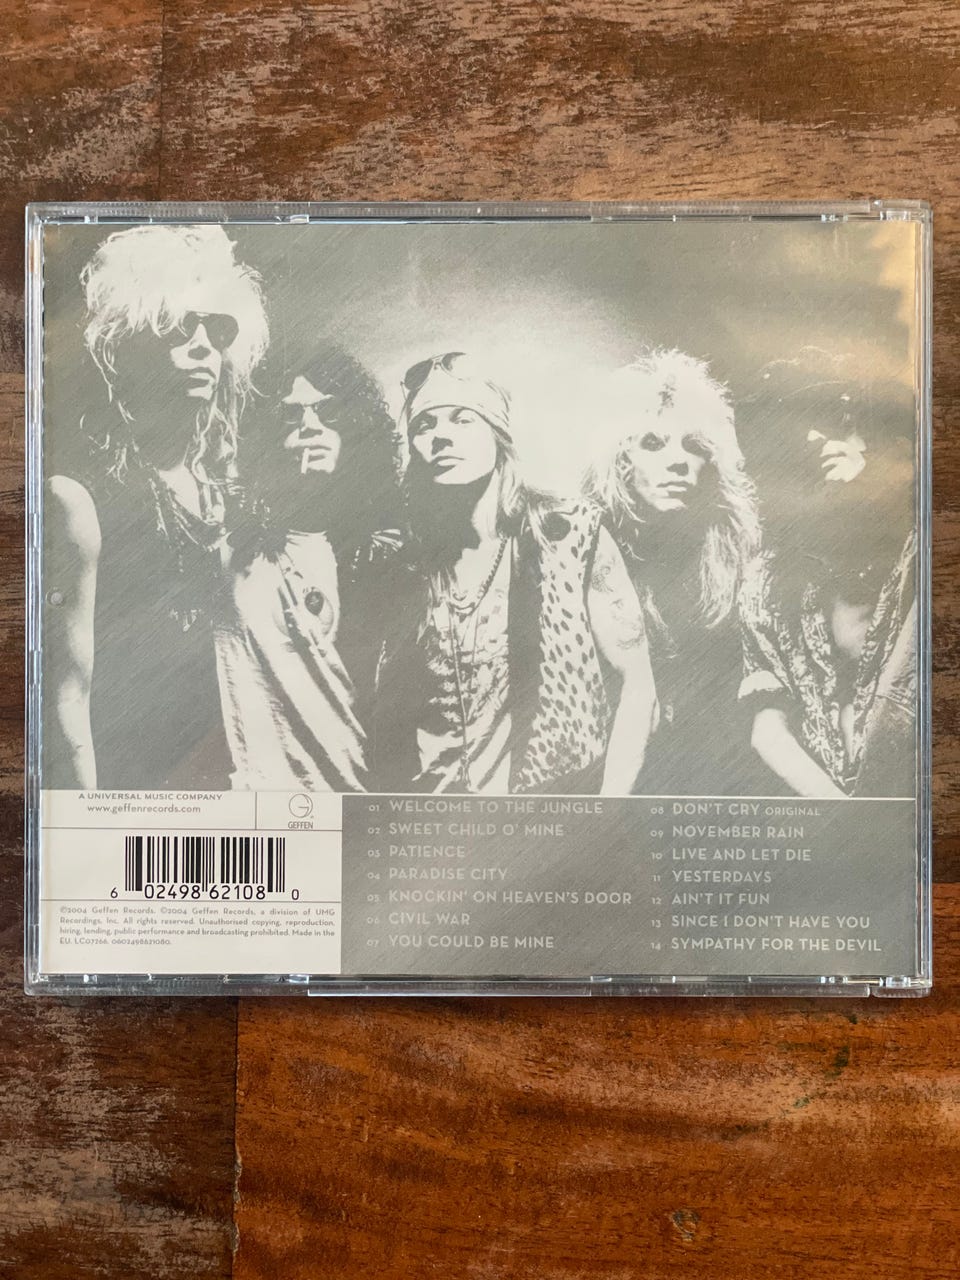 A UNIVERSAL MUSIC COMPANY
www.geffenrecords.com
G
GEFFEN
6 02498 62108 0
©2004 Geffen Records. ©2004 Geffen Records, a division of UMG
Recordings, Inc. All rights reserved. Unauthorised copying, reproduction,
hiring, lending, public performance and broadcasting prohibited. Made in the
EU. LC07266. 0602498621080.
01 WELCOME TO THE JUNGLE
02 SWEET CHILD O' MINE
03 PATIENCE
04 PARADISE CITY
05 KNOCKIN' ON HEAVEN'S DOOR
06 CIVIL WAR
07 YOU COULD BE MINE
08 DON'T CRY ORIGINAL
09 NOVEMBER RAIN
10 LIVE AND LET DIE
11 YESTERDAYS
12 AIN'T IT FUN
13 SINCE I DON'T HAVE YOU
14 SYMPATHY FOR THE DEVIL